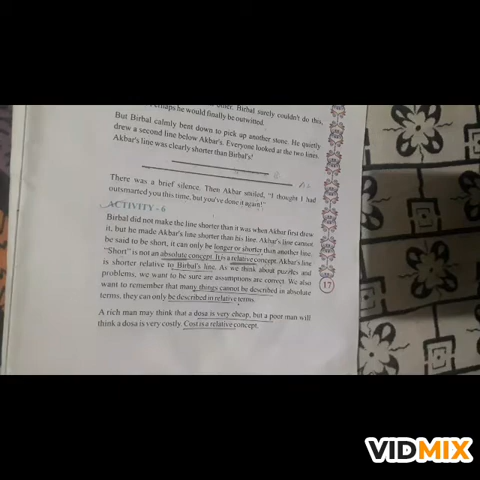 other. Birbal surely couldn't do this,
perhaps he would finally be outwitted.
But Birbal calmly bent down to pick up another stone. He quietly
drew a second line below Akbar's. Everyone looked at the two lines.
Akbar's line was clearly shorter than Birbal's!
There was a brief silence. Then Akbar smiled, "I thought I had
outsmarted you this time, but you've done it again!"
ACTIVITY - 6
Birbal did not make the line shorter than it was when Akbar first drew
it, but he made Akbar's line shorter than his line. Akbar's line cannot
be said to be short, it can only be longer or shorter than another line.
"Short" is not an absolute concept. It is a relative concept. Akbar's line
is shorter relative to Birbal's line. As we think about puzzles and
problems, we want to be sure are assumptions are correct. We also
want to remember that many things cannot be described in absolute
terms, they can only be described in relative terms.
17
A rich man may think that a dosa is very cheap, but a poor man will
think a dosa is very costly. Cost is a relative concept.
VIDMIX